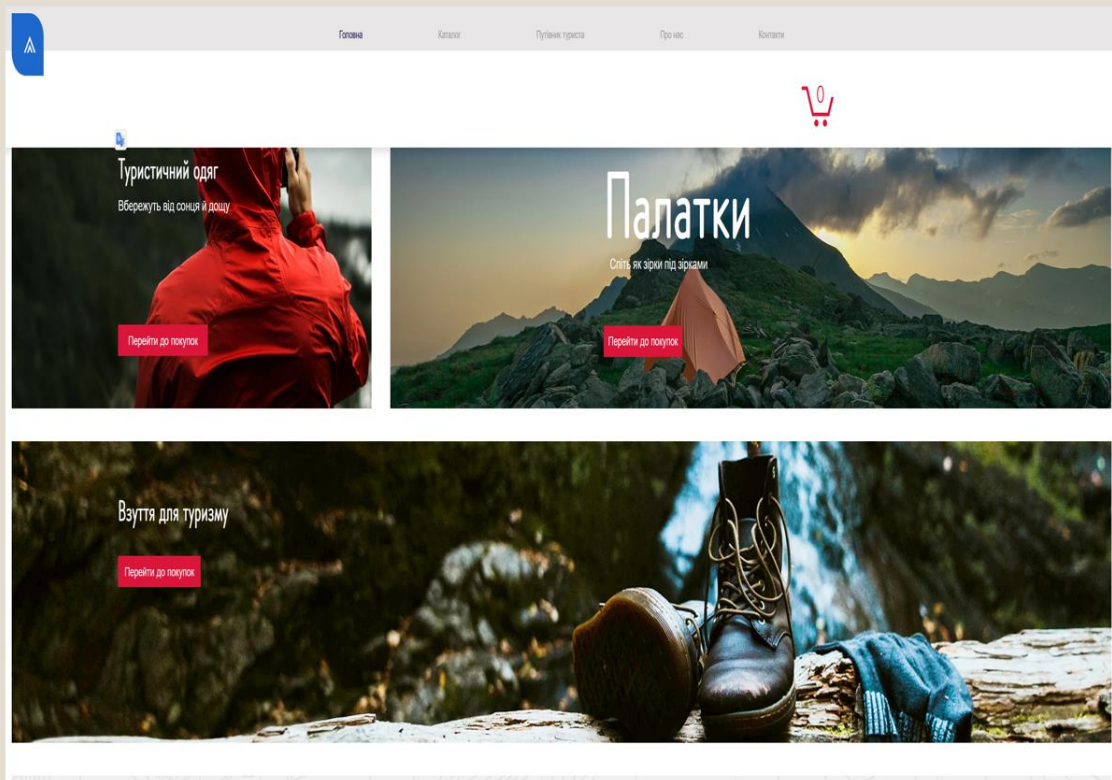 Головна
Каталог
Путівник туриста
Про нас
Контакти
0
Туристичний одяг
Вбережуть від сонця й дощу
Перейти до покупок
Палатки
Спіть як зірки під зірками
Перейти до покупок
Взуття для туризму
Перейти до покупок